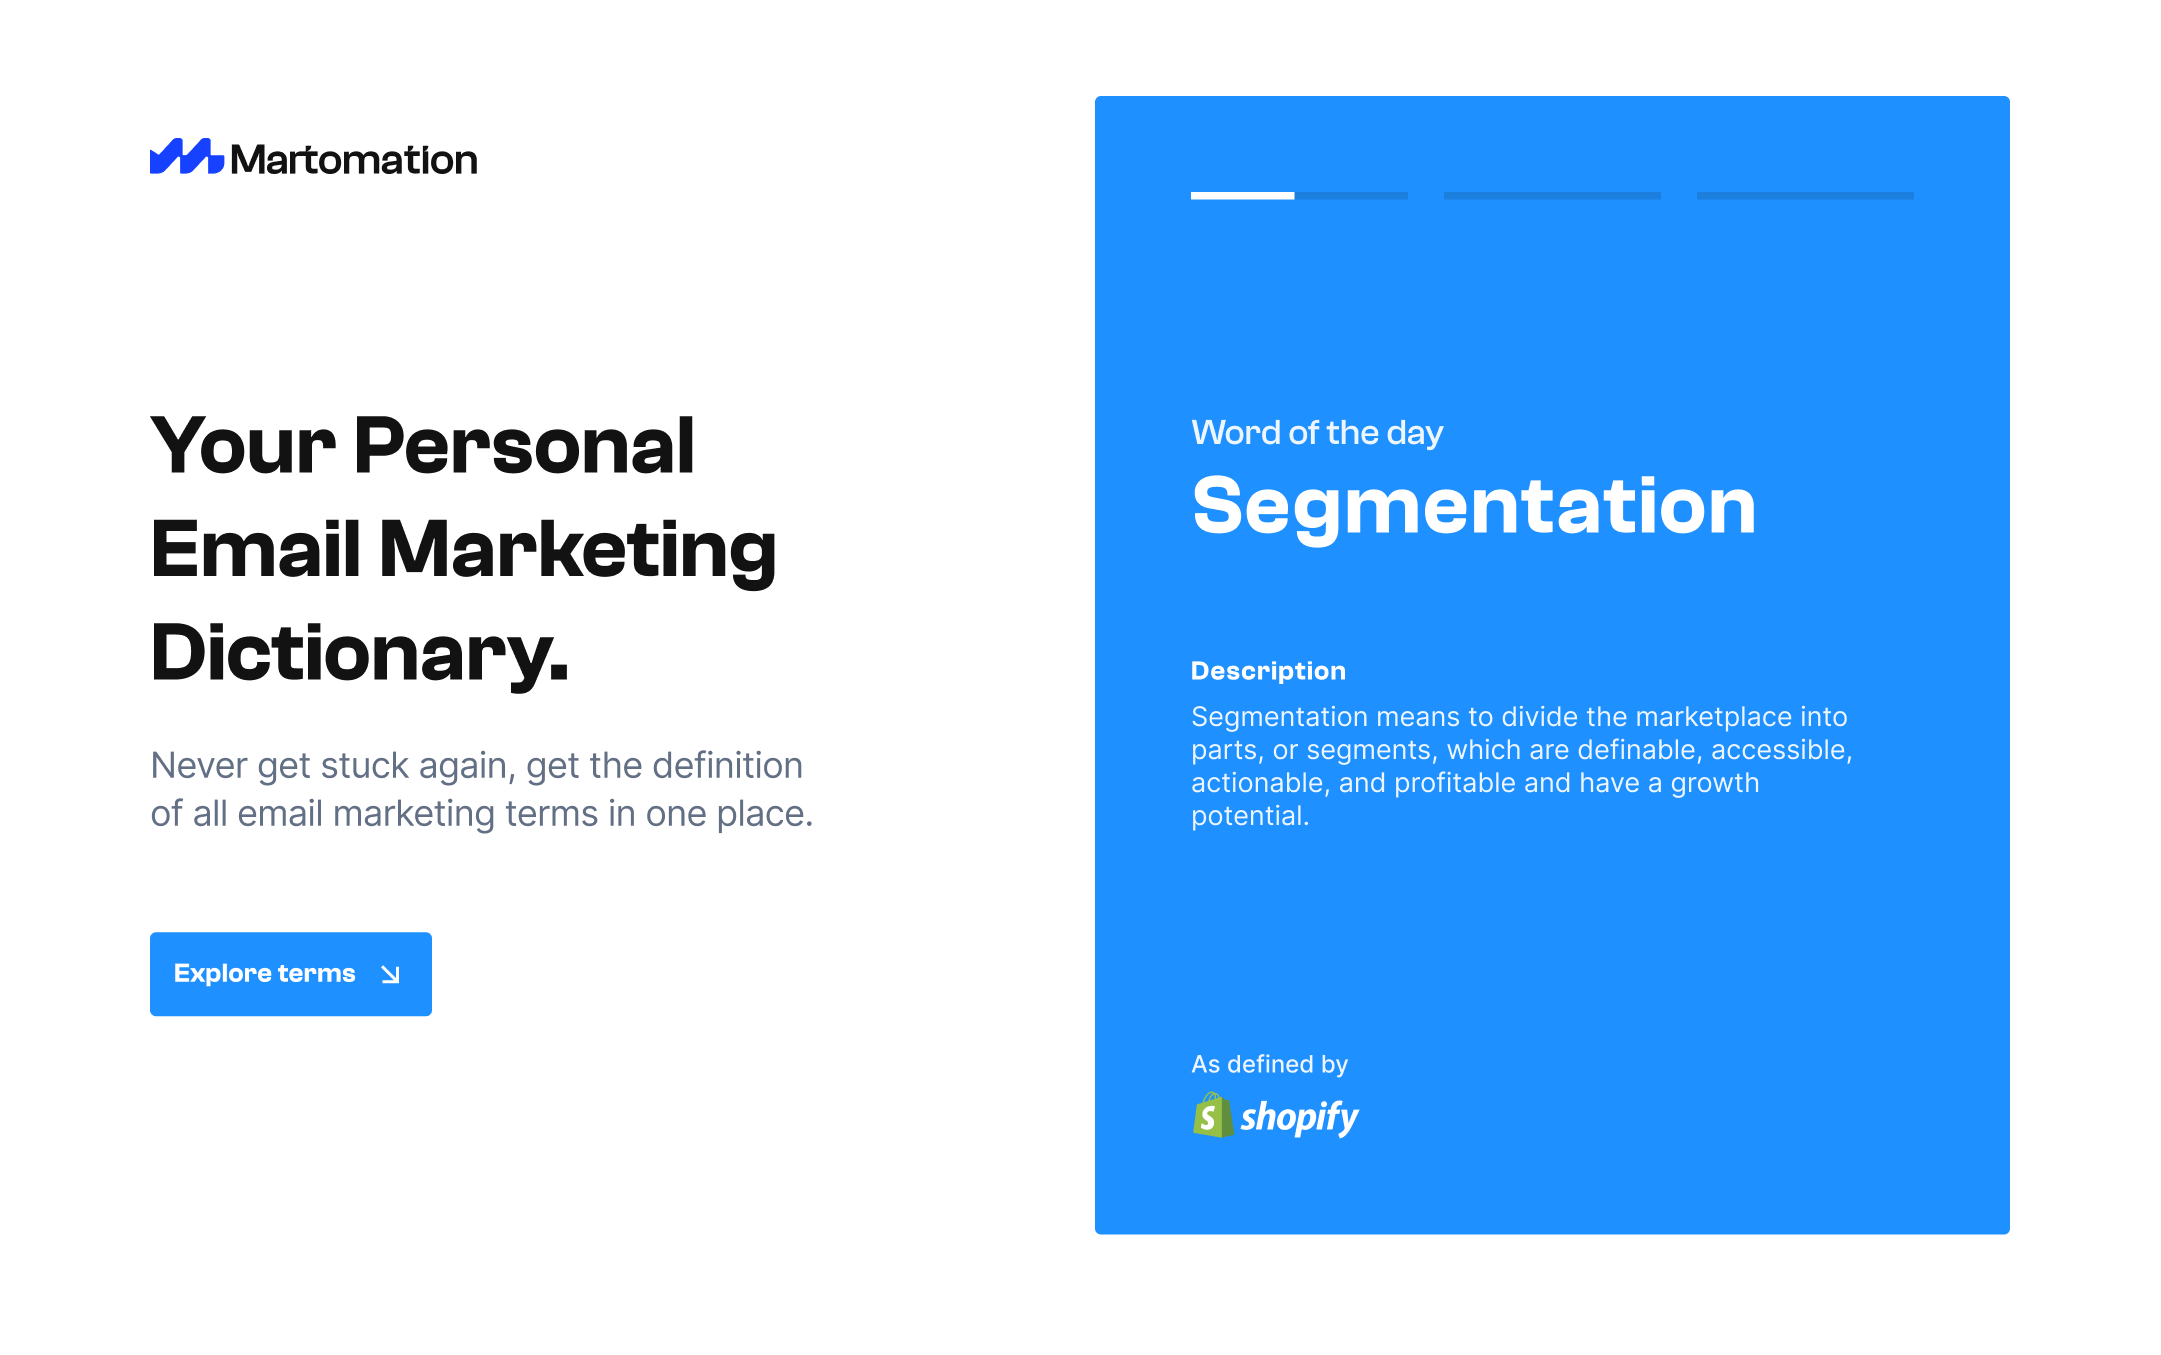 Martomation
Your Personal
Email Marketing
Dictionary.
Never get stuck again, get the definition
of all email marketing terms in one place.
Explore terms
Word of the day
Segmentation
Description
Segmentation means to divide the marketplace into
parts, or segments, which are definable, accessible,
actionable, and profitable and have a growth
potential.
As defined by
shopify